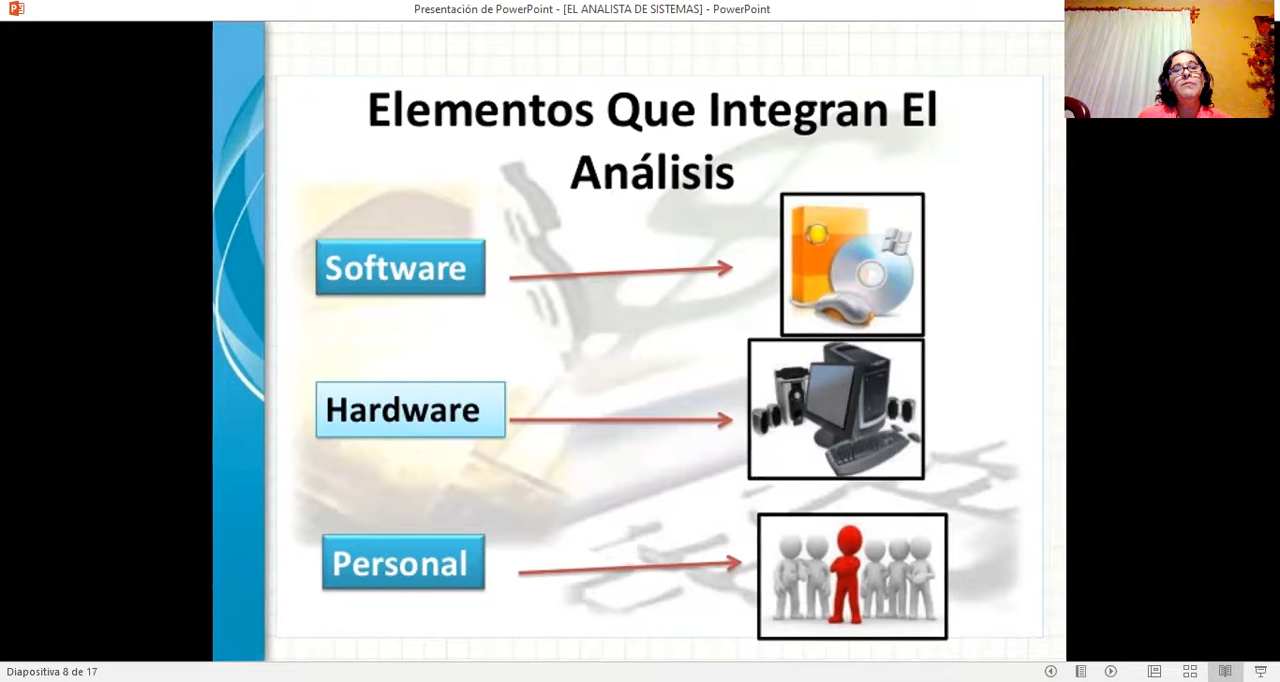 Presentación de PowerPoint - [EL ANALISTA DE SISTEMAS] - PowerPoint
Elementos Que Integran El
Análisis
Software
Hardware
Personal
Diapositiva 8 de 17